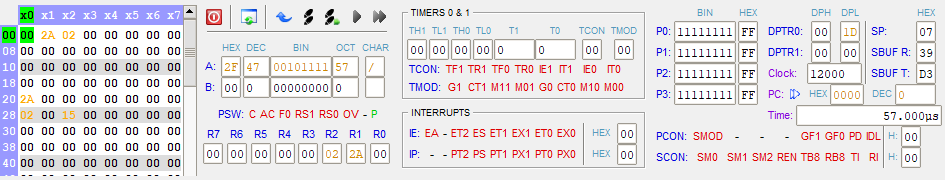 x0 x1 x2 x3 x4 x5 x6 x7
00 00 2A 02 00 00 00 00 00
08 00 00 00 00 00 00 00 00
10 00 00 00 00 00 00 00 00
18 00 00 00 00 00 00 00 00
20 2A 00 00 00 00 00 00 00
28 02 00 15 00 00 00 00 00
30 00 00 00 00 00 00 00 00
38 00 00 00 00 00 00 00 00
40 00 00 00 00 00 00 00 00
HEX DEC BIN OCT CHAR
A: 2F 47 00101111 57 /
B: 00 0 00000000 0
PSW: C AC F0 RS1 RS0 OV - P
R7 R6 R5 R4 R3 R2 R1 R0
00 00 00 00 00 02 2A 00
TIMERS 0 & 1
TH1 TL1 TH0 TL0 T1 T0 TCON TMOD
00 00 00 00 0 0 00 00
TCON: TF1 TR1 TF0 TR0 IE1 IT1 IE0 IT0
TMOD: G1 CT1 M11 M01 G0 CT0 M10 M00
INTERRUPTS
IE: EA - ET2 ES ET1 EX1 ET0 EX0 HEX 00
IP: - - PT2 PS PT1 PX1 PT0 PX0 HEX 00
BIN HEX
P0: 11111111 FF
P1: 11111111 FF
P2: 11111111 FF
P3: 11111111 FF
DPH DPL
DPTR0: 00 1D
DPTR1: 00 00
Clock: 12000
PC: HEX 0000 DEC 0
HEX
SP: 07
SBUF R: 39
SBUF T: D3
Time: 57.000µs
PCON: SMOD - - - GF1 GF0 PD IDL H: 00
SCON: SM0 SM1 SM2 REN TB8 RB8 TI RI H: 00